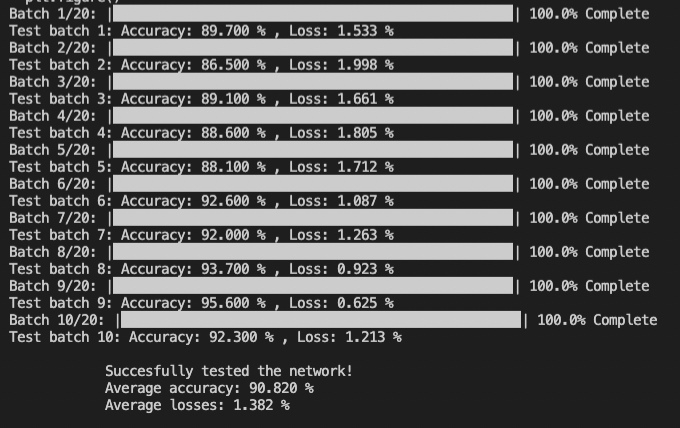 plt.figure()
Batch 1/20: | | 100.0% Complete
Test batch 1: Accuracy: 89.700 % , Loss: 1.533 %
Batch 2/20: | | 100.0% Complete
Test batch 2: Accuracy: 86.500 % , Loss: 1.998 %
Batch 3/20: | | 100.0% Complete
Test batch 3: Accuracy: 89.100 % , Loss: 1.661 %
Batch 4/20: | | 100.0% Complete
Test batch 4: Accuracy: 88.600 % , Loss: 1.805 %
Batch 5/20: | | 100.0% Complete
Test batch 5: Accuracy: 88.100 % , Loss: 1.712 %
Batch 6/20: | | 100.0% Complete
Test batch 6: Accuracy: 92.600 % , Loss: 1.087 %
Batch 7/20: | | 100.0% Complete
Test batch 7: Accuracy: 92.000 % , Loss: 1.263 %
Batch 8/20: | | 100.0% Complete
Test batch 8: Accuracy: 93.700 % , Loss: 0.923 %
Batch 9/20: | | 100.0% Complete
Test batch 9: Accuracy: 95.600 % , Loss: 0.625 %
Batch 10/20: | | 100.0% Complete
Test batch 10: Accuracy: 92.300 % , Loss: 1.213 %
Succesfully tested the network!
Average accuracy: 90.820 %
Average losses: 1.382 %